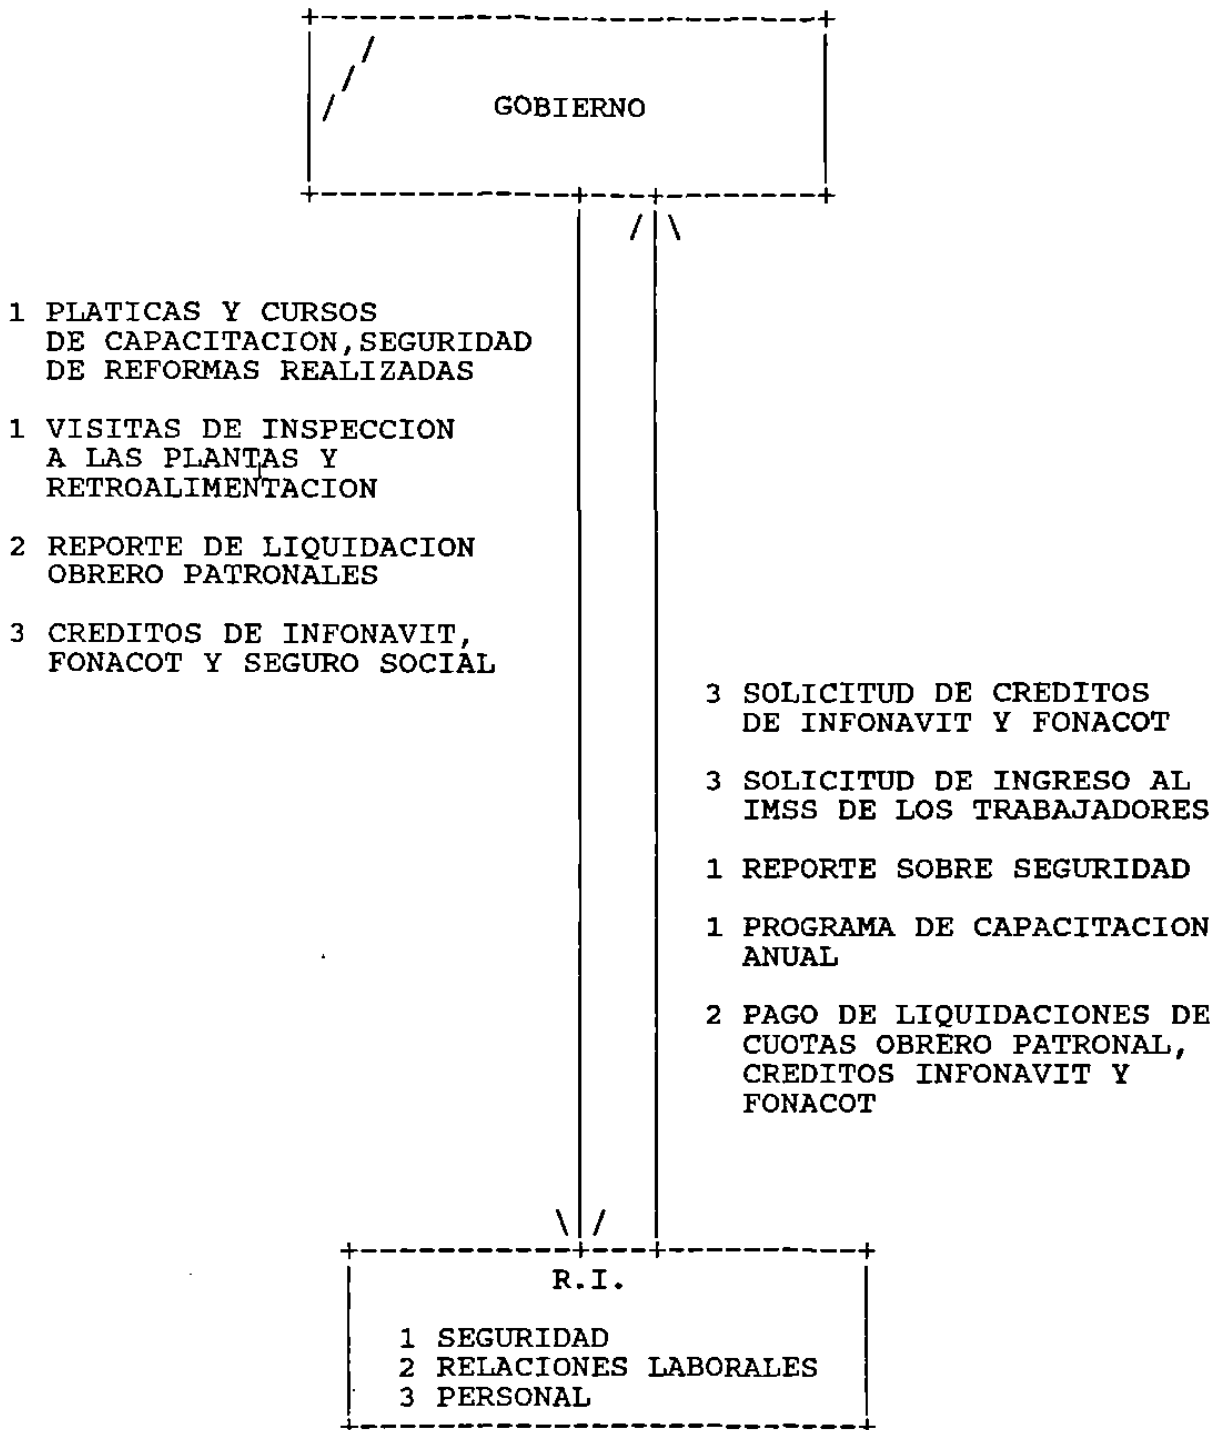 GOBIERNO
1 PLATICAS Y CURSOS
DE CAPACITACION,SEGURIDAD
DE REFORMAS REALIZADAS
1 VISITAS DE INSPECCION
A LAS PLANTAS Y
RETROALIMENTACION
2 REPORTE DE LIQUIDACION
OBRERO PATRONALES
3 CREDITOS DE INFONAVIT,
FONACOT Y SEGURO SOCIAL
3 SOLICITUD DE CREDITOS
DE INFONAVIT Y FONACOT
3 SOLICITUD DE INGRESO AL
IMSS DE LOS TRABAJADORES
1 REPORTE SOBRE SEGURIDAD
1 PROGRAMA DE CAPACITACION
ANUAL
2 PAGO DE LIQUIDACIONES DE
CUOTAS OBRERO PATRONAL,
CREDITOS INFONAVIT Y
FONACOT
R.I.
1 SEGURIDAD
2 RELACIONES LABORALES
3 PERSONAL